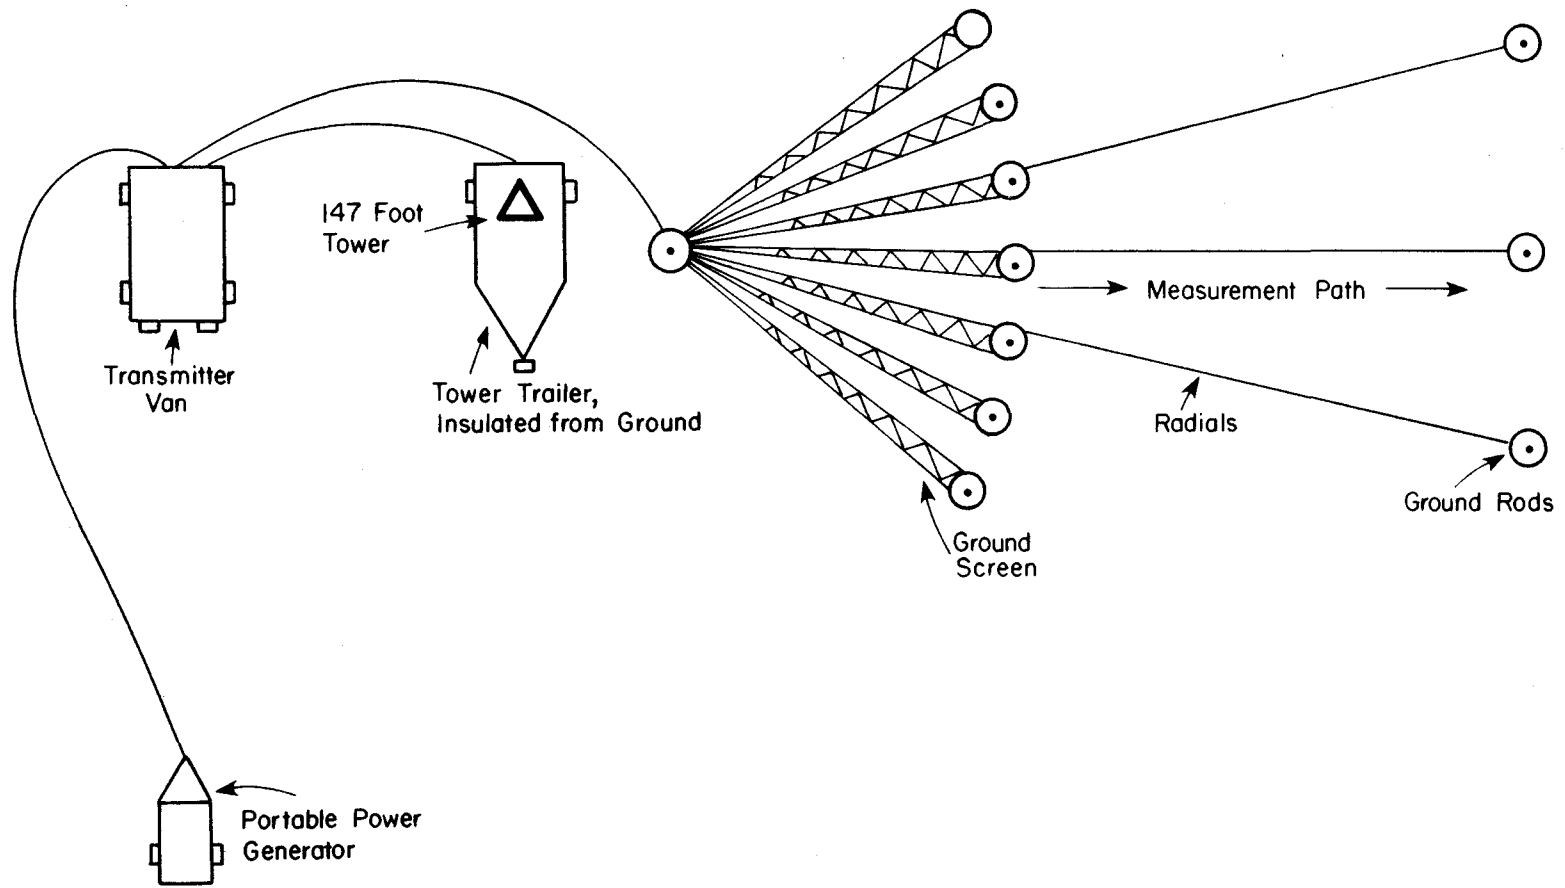 147 Foot
Tower
Measurement Path
Transmitter
Van
Tower Trailer,
Insulated from Ground
Radials
Ground Rods
Ground
Screen
Portable Power
Generator